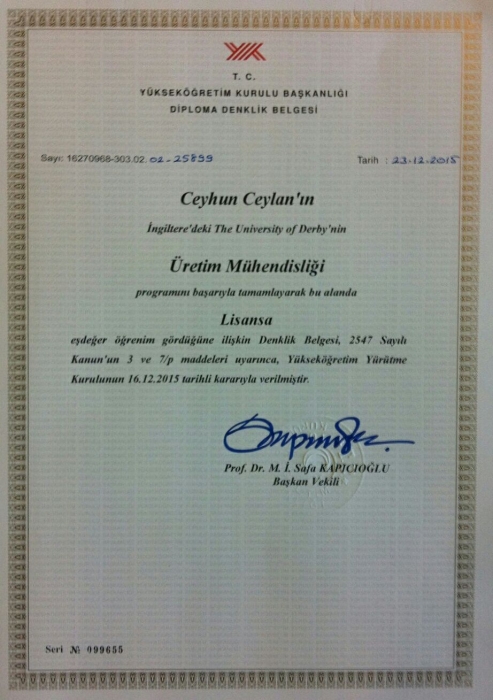 YÖK
T. C.
YÜKSEKÖĞRETİM KURULU BAŞKANLIĞI
DİPLOMA DENKLİK BELGESİ
Sayı: 16270968-303.02. 02-25899
Tarih : 23-12-2015
Ceyhun Ceylan'ın
İngiltere'deki The University of Derby'nin
Üretim Mühendisliği
programını başarıyla tamamlayarak bu alanda
Lisansa
eşdeğer öğrenim gördüğüne ilişkin Denklik Belgesi, 2547 Sayılı
Kanun'un 3 ve 7/p maddeleri uyarınca, Yükseköğretim Yürütme
Kurulunun 16.12.2015 tarihli kararıyla verilmiştir.
Prof. Dr. M. İ. Safa KAPICIOĞLU
Başkan Vekili
Seri № 099655